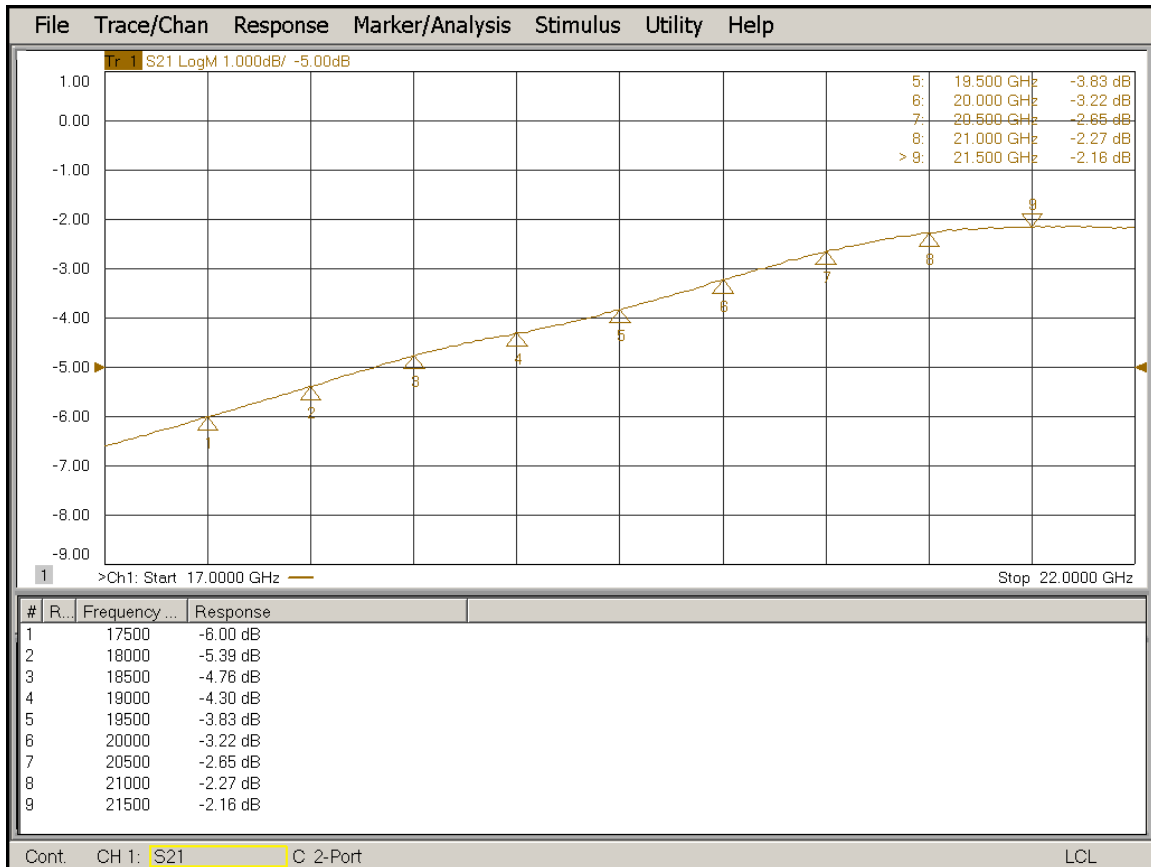 File Trace/Chan Response Marker/Analysis Stimulus Utility Help
Tr 1 S21 LogM 1.000dB/ -5.00dB
1.00
0.00
-1.00
-2.00
-3.00
-4.00
-5.00
-6.00
-7.00
-8.00
-9.00
5: 19.500 GHz -3.83 dB
6: 20.000 GHz -3.22 dB
7: 20.500 GHz -2.65 dB
8: 21.000 GHz -2.27 dB
> 9: 21.500 GHz -2.16 dB
1
2
3
4
5
6
7
8
9
1 >Ch1: Start 17.0000 GHz Stop 22.0000 GHz
# R... Frequency ... Response
1 17500 -6.00 dB
2 18000 -5.39 dB
3 18500 -4.76 dB
4 19000 -4.30 dB
5 19500 -3.83 dB
6 20000 -3.22 dB
7 20500 -2.65 dB
8 21000 -2.27 dB
9 21500 -2.16 dB
Cont. CH 1: S21 C 2-Port LCL